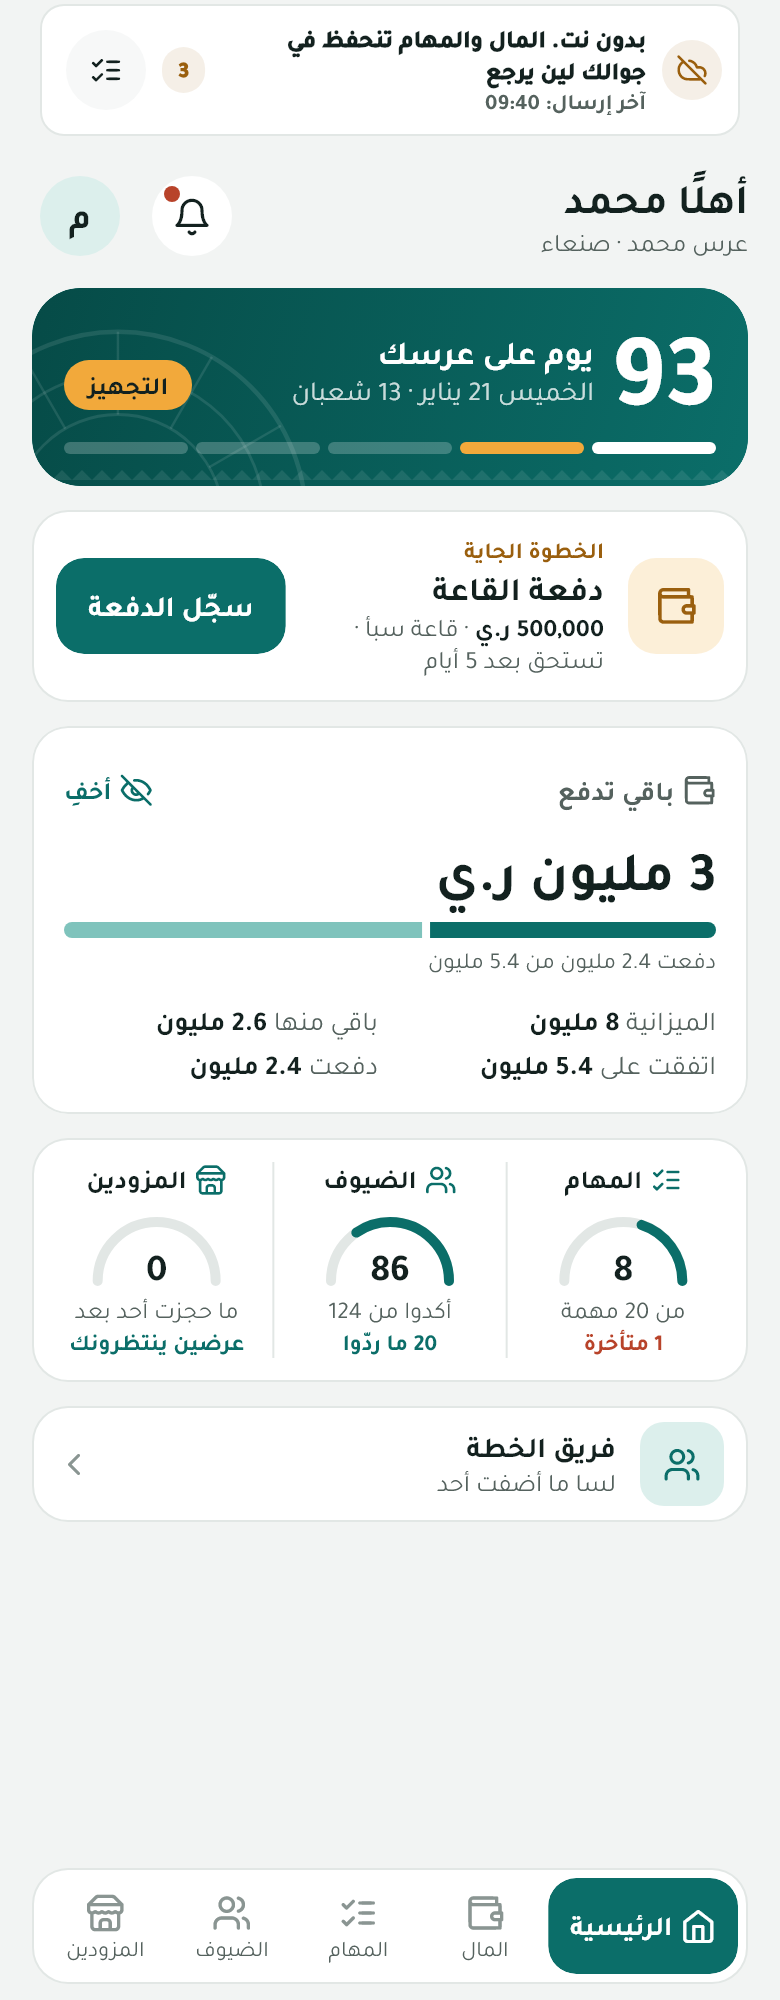 بدون نت. المال والمهام تنحفظ في
جوالك لين يرجع
آخر إرسال: 09:40
3
أهلًا محمد
عرس محمد · صنعاء
م
93
يوم على عرسك
الخميس 21 يناير · 13 شعبان
التجهيز
الخطوة الجاية
دفعة القاعة
500,000 ر.ي · قاعة سبأ ·
تستحق بعد 5 أيام
سجّل الدفعة
باقي تدفع
أخفِ
3 مليون ر.ي
دفعت 2.4 مليون من 5.4 مليون
الميزانية 8 مليون
باقي منها 2.6 مليون
اتفقت على 5.4 مليون
دفعت 2.4 مليون
المهام
8
من 20 مهمة
1 متأخرة
الضيوف
86
أكدوا من 124
20 ما ردّوا
المزودين
0
ما حجزت أحد بعد
عرضين ينتظرونك
فريق الخطة
لسا ما أضفت أحد
الرئيسية
المال
المهام
الضيوف
المزودين